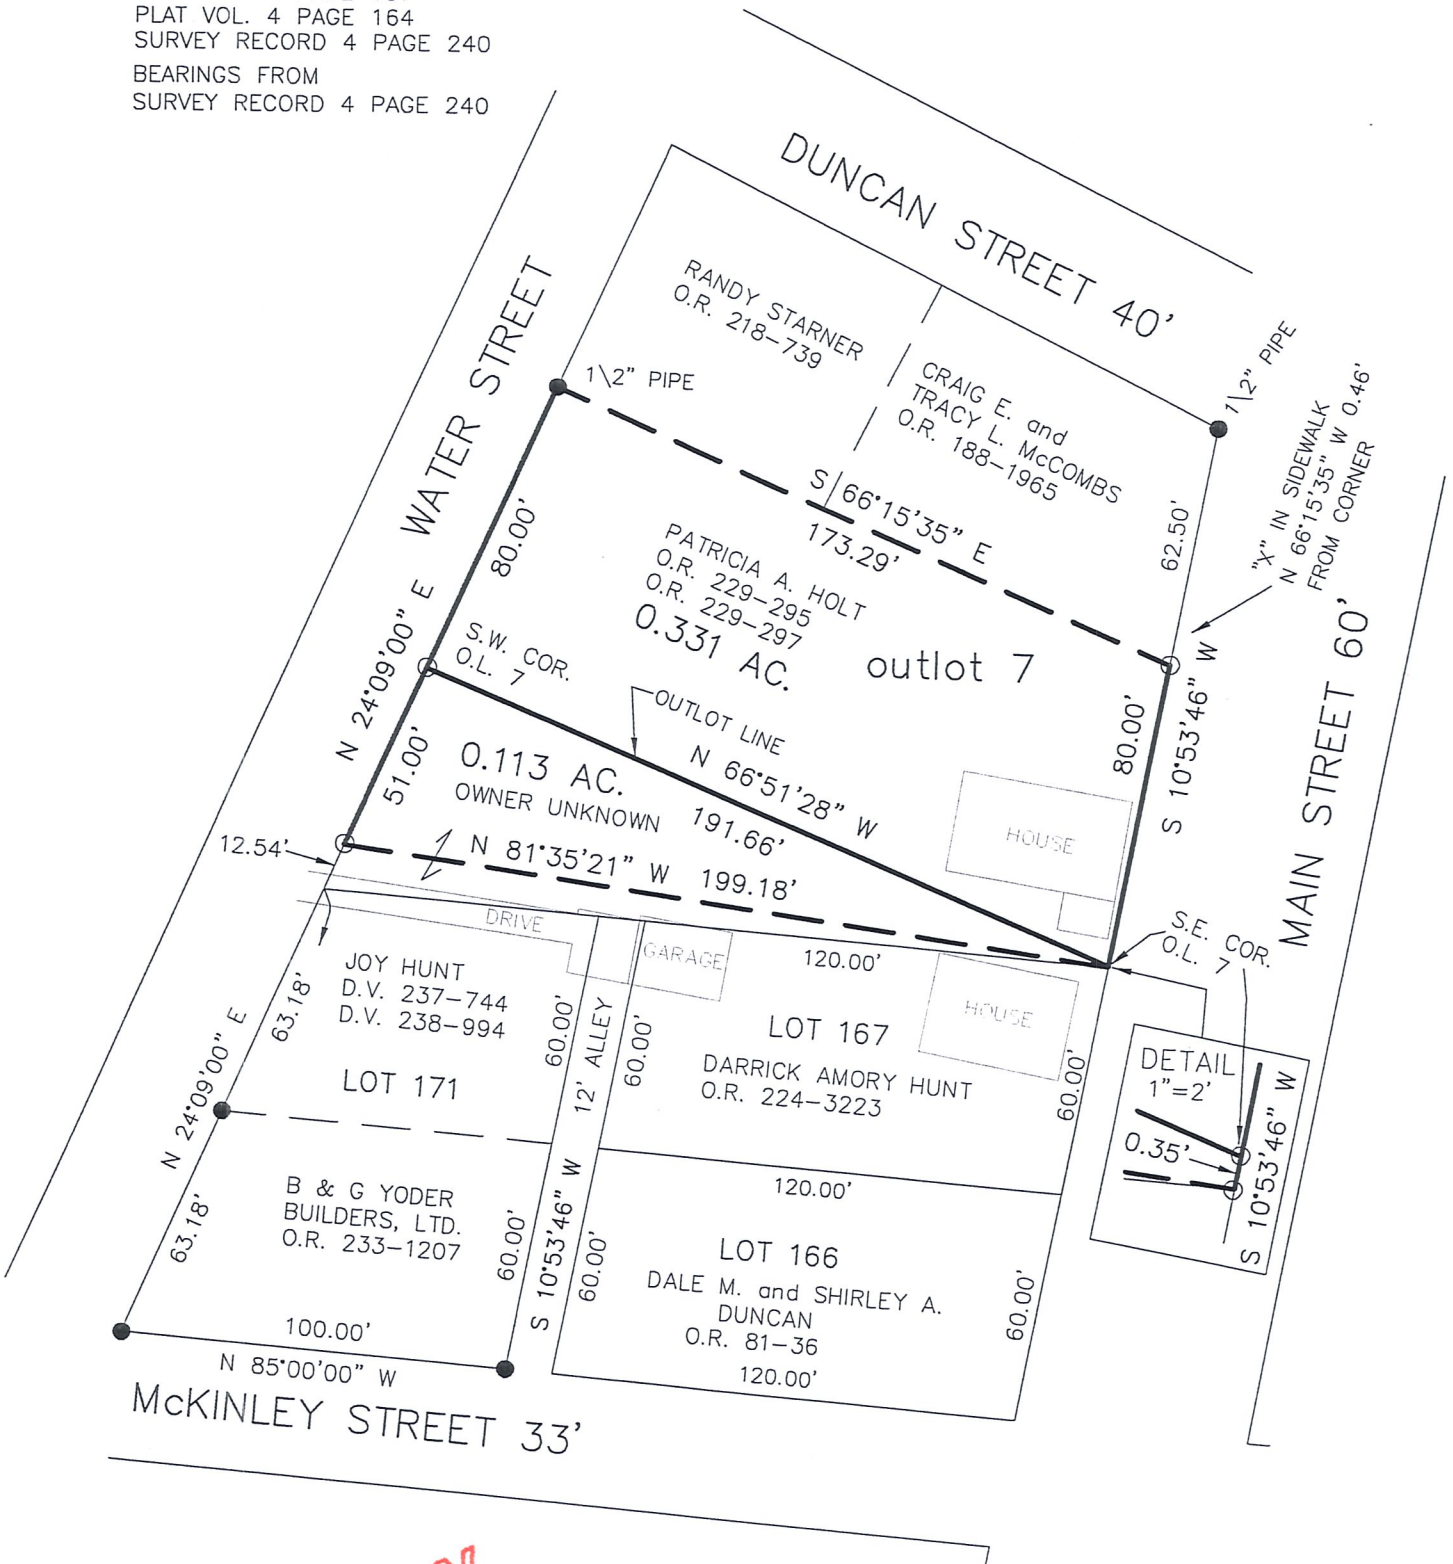 PLAT VOL. 4 PAGE 164
SURVEY RECORD 4 PAGE 240
BEARINGS FROM
SURVEY RECORD 4 PAGE 240
DUNCAN STREET 40'
WATER STREET
RANDY STARNER
O.R. 218-739
CRAIG E. and
TRACY L. McCOMBS
O.R. 188-1965
1\2" PIPE
1\2" PIPE
"X" IN SIDEWALK
N 66°15'35" W 0.46'
FROM CORNER
62.50'
S 66°15'35" E
173.29'
80.00'
N 24°09'00" E
PATRICIA A. HOLT
O.R. 229-295
O.R. 229-297
0.331 AC.
outlot 7
S.W. COR.
O.L. 7
OUTLOT LINE
N 66°51'28" W
191.66'
80.00'
S 10°53'46" W
MAIN STREET 60'
51.00'
0.113 AC.
OWNER UNKNOWN
HOUSE
12.54'
N 81°35'21" W 199.18'
DRIVE
GARAGE
120.00'
S.E. COR.
O.L. 7
JOY HUNT
D.V. 237-744
D.V. 238-994
63.18'
60.00'
12' ALLEY
60.00'
LOT 167
HOUSE
DARRICK AMORY HUNT
O.R. 224-3223
60.00'
LOT 171
N 24°09'00" E
DETAIL
1"=2'
0.35'
S 10°53'46" W
120.00'
B & G YODER
BUILDERS, LTD.
O.R. 233-1207
63.18'
60.00'
S 10°53'46" W
60.00'
LOT 166
DALE M. and SHIRLEY A.
DUNCAN
O.R. 81-36
60.00'
120.00'
100.00'
N 85°00'00" W
McKINLEY STREET 33'